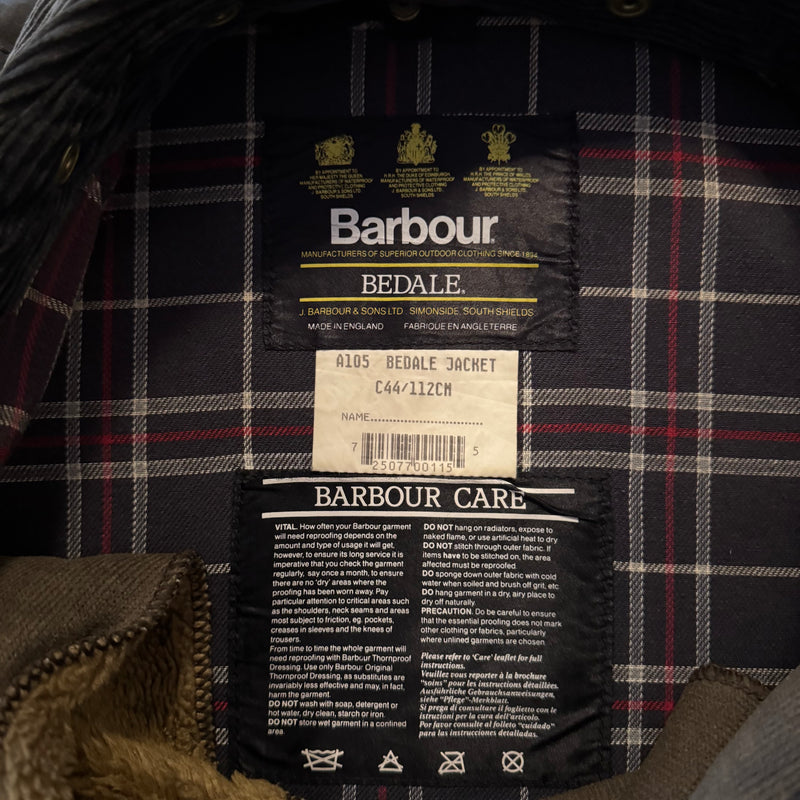 BY APPOINTMENT TO
HER MAJESTY THE QUEEN
MANUFACTURERS OF WATERPROOF
AND PROTECTIVE CLOTHING
J. BARBOUR & SONS LTD
SOUTH SHIELDS
BY APPOINTMENT TO
H.R.H. THE DUKE OF EDINBURGH
MANUFACTURERS OF WATERPROOF
AND PROTECTIVE CLOTHING
J. BARBOUR & SONS LTD
SOUTH SHIELDS
BY APPOINTMENT TO
H.R.H. THE PRINCE OF WALES
MANUFACTURERS OF WATERPROOF
AND PROTECTIVE CLOTHING
J. BARBOUR & SONS LTD
SOUTH SHIELDS
Barbour
MANUFACTURERS OF SUPERIOR OUTDOOR CLOTHING SINCE 1894
BEDALE®
J. BARBOUR & SONS LTD SIMONSIDE, SOUTH SHIELDS
MADE IN ENGLAND FABRIQUE EN ANGLETERRE
A105 BEDALE JACKET
C44/112CM
NAME..............................
7 2507700115 5
BARBOUR CARE
VITAL. How often your Barbour garment
will need reproofing depends on the
amount and type of usage it will get,
however, to ensure its long service it is
imperative that you check the garment
regularly, say once a month, to ensure
there are no 'dry' areas where the
proofing has been worn away. Pay
particular attention to critical areas such
as the shoulders, neck seams and areas
most subject to friction, eg. pockets,
creases in sleeves and the knees of
trousers.
From time to time the whole garment will
need reproofing with Barbour Thornproof
Dressing. Use only Barbour Original
Thornproof Dressing, as substitutes are
invariably less effective and may, in fact,
harm the garment.
DO NOT wash with soap, detergent or
hot water, dry clean, starch or iron.
DO NOT store wet garment in a confined
area.
DO NOT hang on radiators, expose to
naked flame, or use artificial heat to dry
DO NOT stitch through outer fabric. If
items have to be stitched on, the area
affected must be reproofed.
DO sponge down outer fabric with cold
water when soiled and brush off grit, etc
DO hang garment in a dry, airy place to
dry off naturally.
PRECAUTION. Do be careful to ensure
that the essential proofing does not mark
other clothing or fabrics, particularly
where unlined garments are chosen.
Please refer to 'Care' leaflet for full
instructions.
Veuillez vous reporter à la brochure
"soins" pour les instructions détaillées.
Ausführliche Gebrauchsanweisungen,
siehe "Pflege"-Merkblatt.
Si prega di consultare il foglietto con le
istruzioni per la cura dell'articolo.
Por favor consulte al folleto "cuidado"
para las instrucciones detalladas.